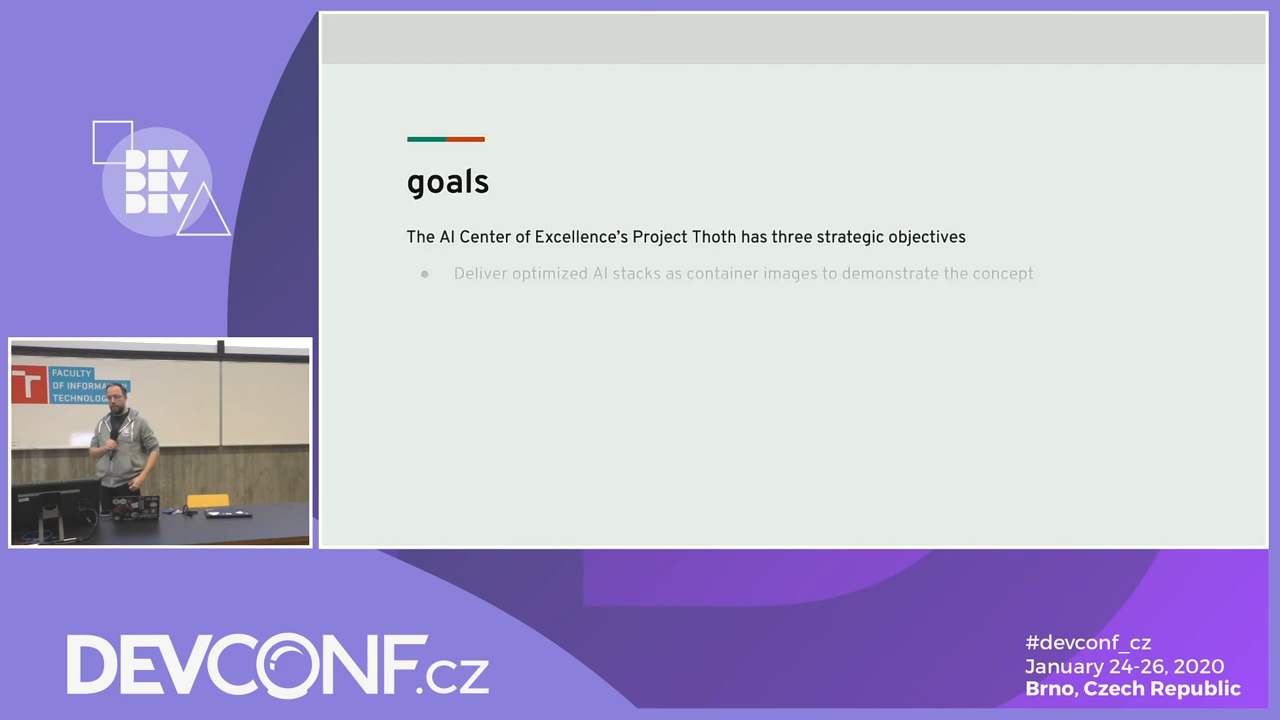 DEV
DEV
DEV
goals
The AI Center of Excellence’s Project Thoth has three strategic objectives
● Deliver optimized AI stacks as container images to demonstrate the concept
T
FACULTY
OF INFORMATION
TECHNOLOGY
DEVCONF.CZ
#devconf_cz
January 24-26, 2020
Brno, Czech Republic